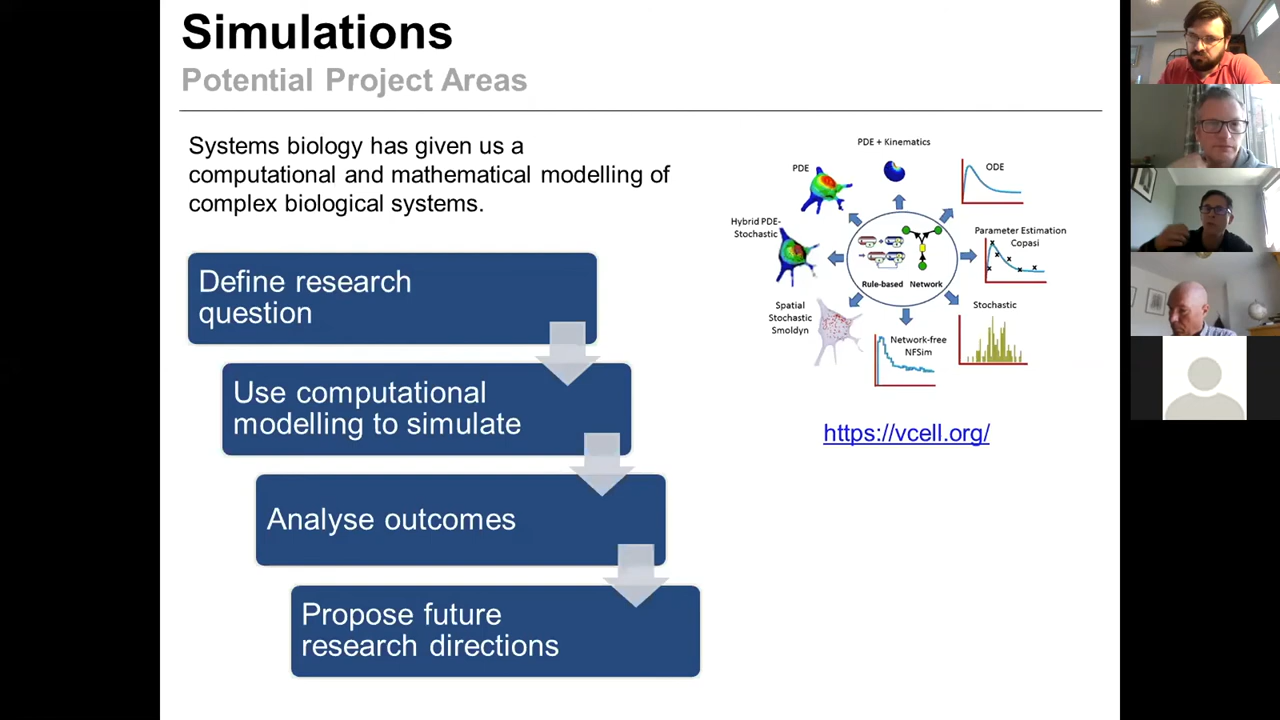 Simulations
Potential Project Areas
Systems biology has given us a
computational and mathematical modelling of
complex biological systems.
Define research
question
Use computational
modelling to simulate
Analyse outcomes
Propose future
research directions
PDE + Kinematics
PDE
ODE
Hybrid PDE-
Stochastic
Parameter Estimation
Copasi
Rule-based
Network
Spatial
Stochastic
Smoldyn
Stochastic
Network-free
NFSim
https://vcell.org/